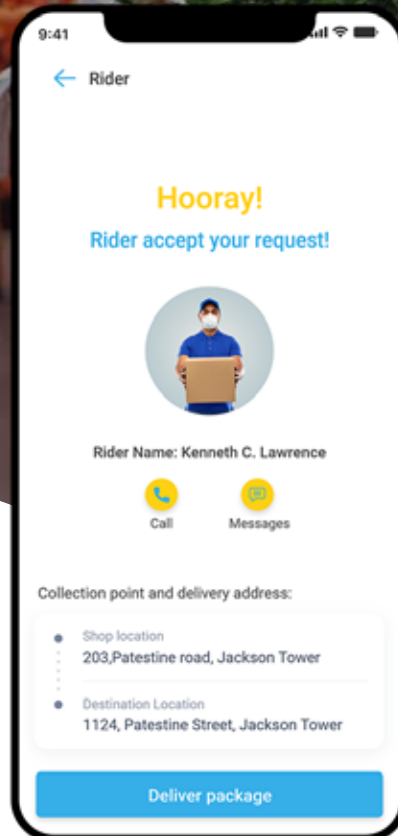 9:41
Rider
Hooray!
Rider accept your request!
Rider Name: Kenneth C. Lawrence
Call
Messages
Collection point and delivery address:
Shop location
203,Patestine road, Jackson Tower
Destination Location
1124, Patestine Street, Jackson Tower
Deliver package